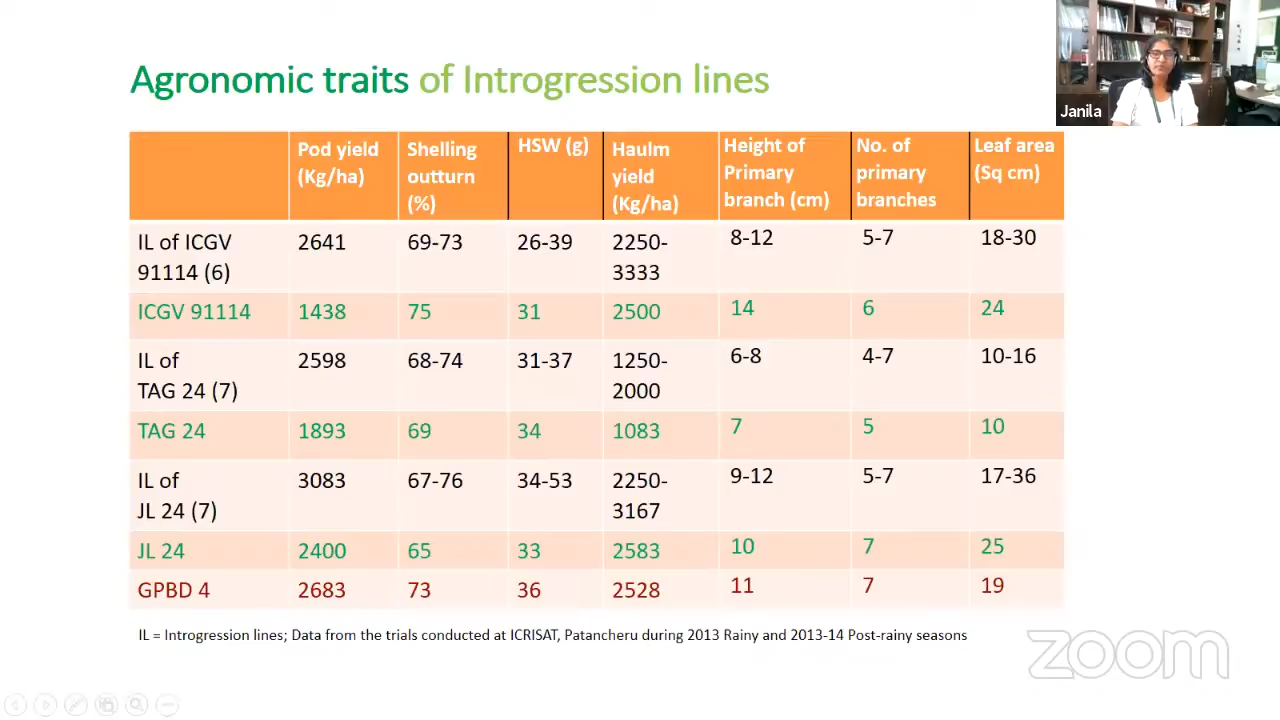 Agronomic traits of Introgression lines
Janila
Pod yield
(Kg/ha)
Shelling
outturn
(%)
HSW (g)
Haulm
yield
(Kg/ha)
Height of
Primary
branch (cm)
No. of
primary
branches
Leaf area
(Sq cm)
IL of ICGV
91114 (6)
2641
69-73
26-39
2250-
3333
8-12
5-7
18-30
ICGV 91114
1438
75
31
2500
14
6
24
IL of
TAG 24 (7)
2598
68-74
31-37
1250-
2000
6-8
4-7
10-16
TAG 24
1893
69
34
1083
7
5
10
IL of
JL 24 (7)
3083
67-76
34-53
2250-
3167
9-12
5-7
17-36
JL 24
2400
65
33
2583
10
7
25
GPBD 4
2683
73
36
2528
11
7
19
IL = Introgression lines; Data from the trials conducted at ICRISAT, Patancheru during 2013 Rainy and 2013-14 Post-rainy seasons
zoom